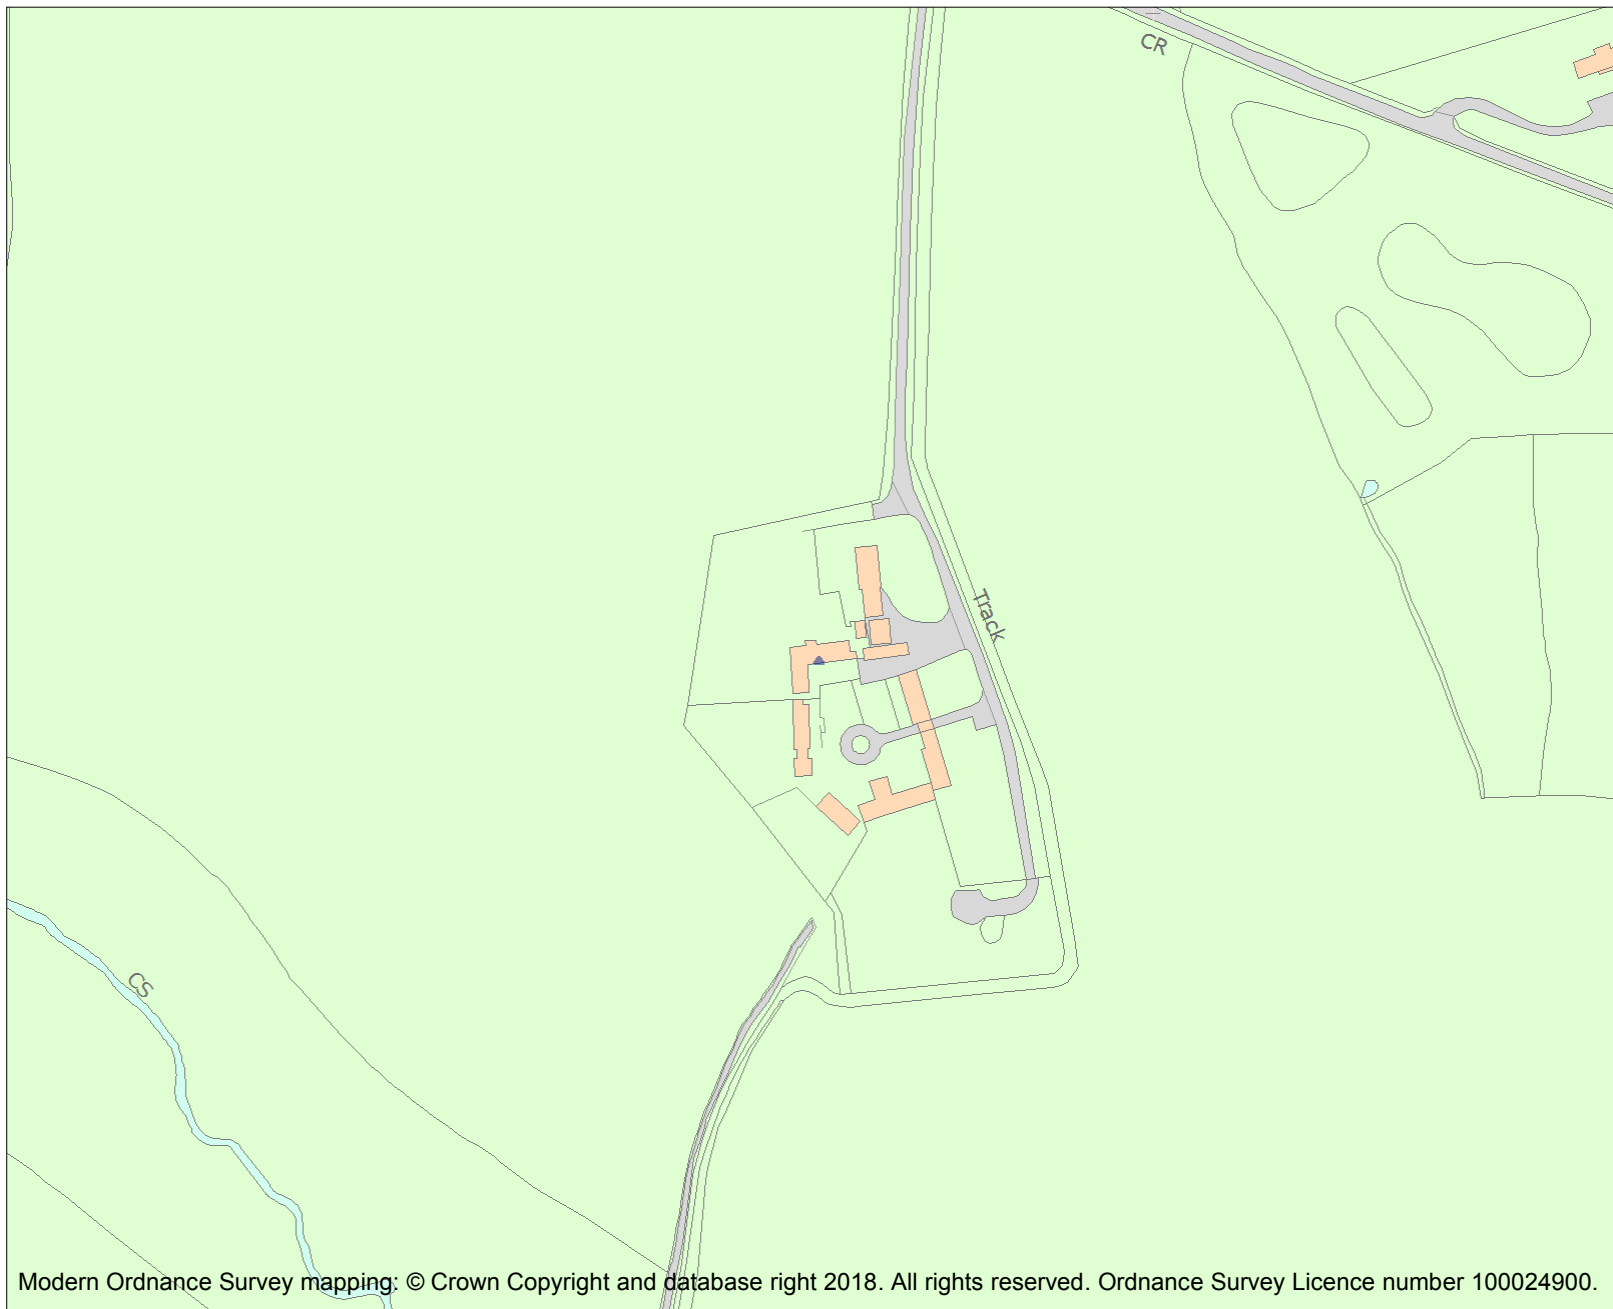 CR
Track
CS
Modern Ordnance Survey mapping: © Crown Copyright and database right 2018. All rights reserved. Ordnance Survey Licence number 100024900.